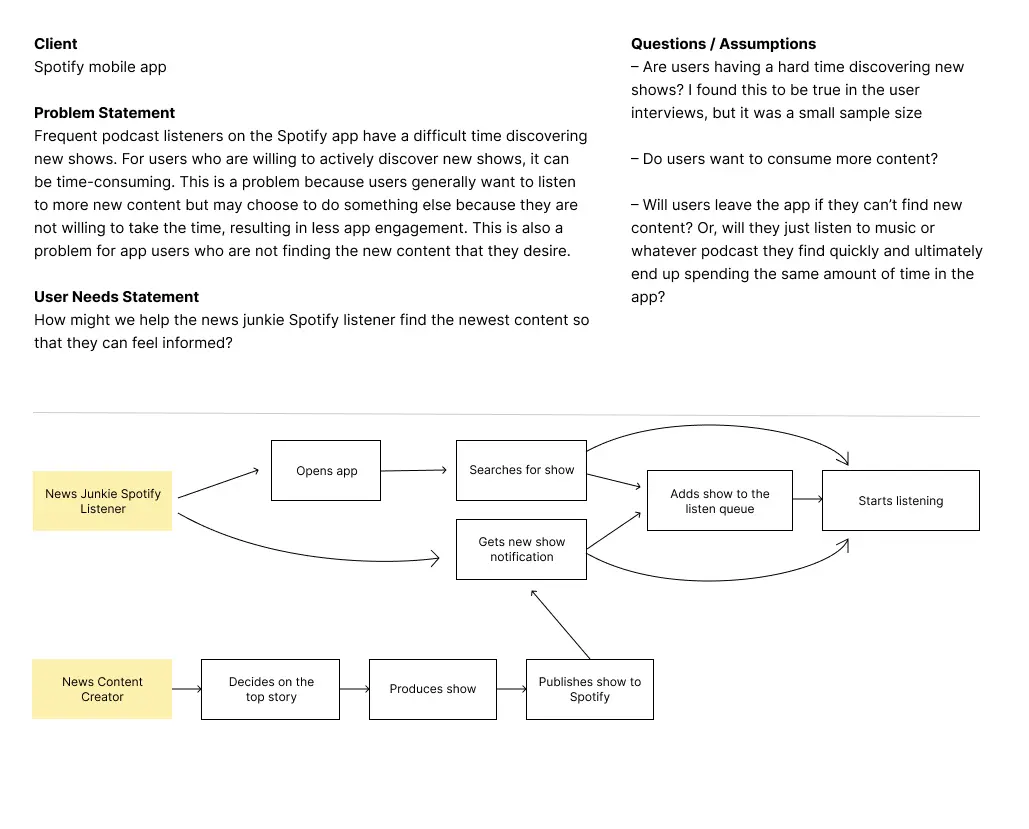 Client
Spotify mobile app
Problem Statement
Frequent podcast listeners on the Spotify app have a difficult time discovering
new shows. For users who are willing to actively discover new shows, it can
be time-consuming. This is a problem because users generally want to listen
to more new content but may choose to do something else because they are
not willing to take the time, resulting in less app engagement. This is also a
problem for app users who are not finding the new content that they desire.
User Needs Statement
How might we help the news junkie Spotify listener find the newest content so
that they can feel informed?
Questions / Assumptions
– Are users having a hard time discovering new
shows? I found this to be true in the user
interviews, but it was a small sample size
– Do users want to consume more content?
– Will users leave the app if they can’t find new
content? Or, will they just listen to music or
whatever podcast they find quickly and ultimately
end up spending the same amount of time in the
app?
News Junkie Spotify
Listener
Opens app
Searches for show
Gets new show
notification
Adds show to the
listen queue
Starts listening
News Content
Creator
Decides on the
top story
Produces show
Publishes show to
Spotify